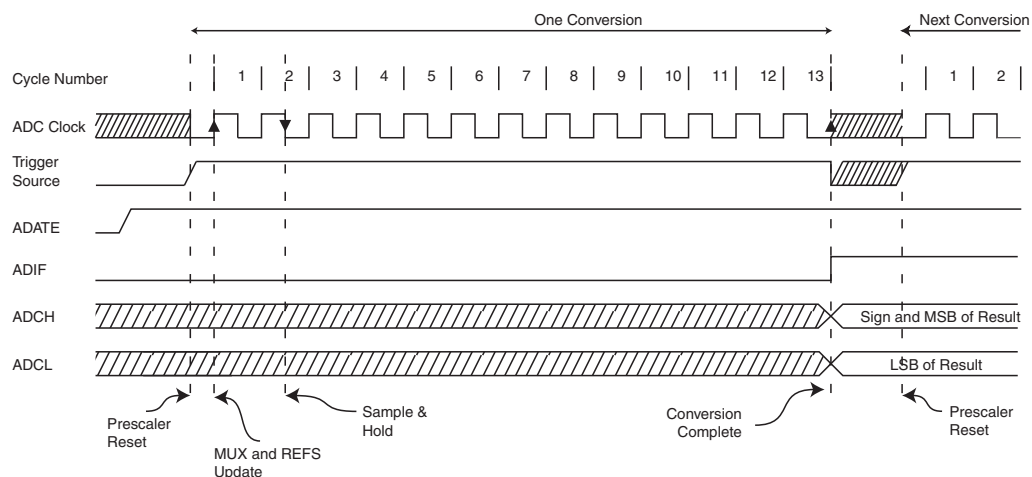 One Conversion
Next Conversion
Cycle Number
1 2 3 4 5 6 7 8 9 10 11 12 13 1 2
ADC Clock
Trigger
Source
ADATE
ADIF
ADCH
Sign and MSB of Result
ADCL
LSB of Result
Prescaler
Reset
MUX and REFS
Update
Sample &
Hold
Conversion
Complete
Prescaler
Reset